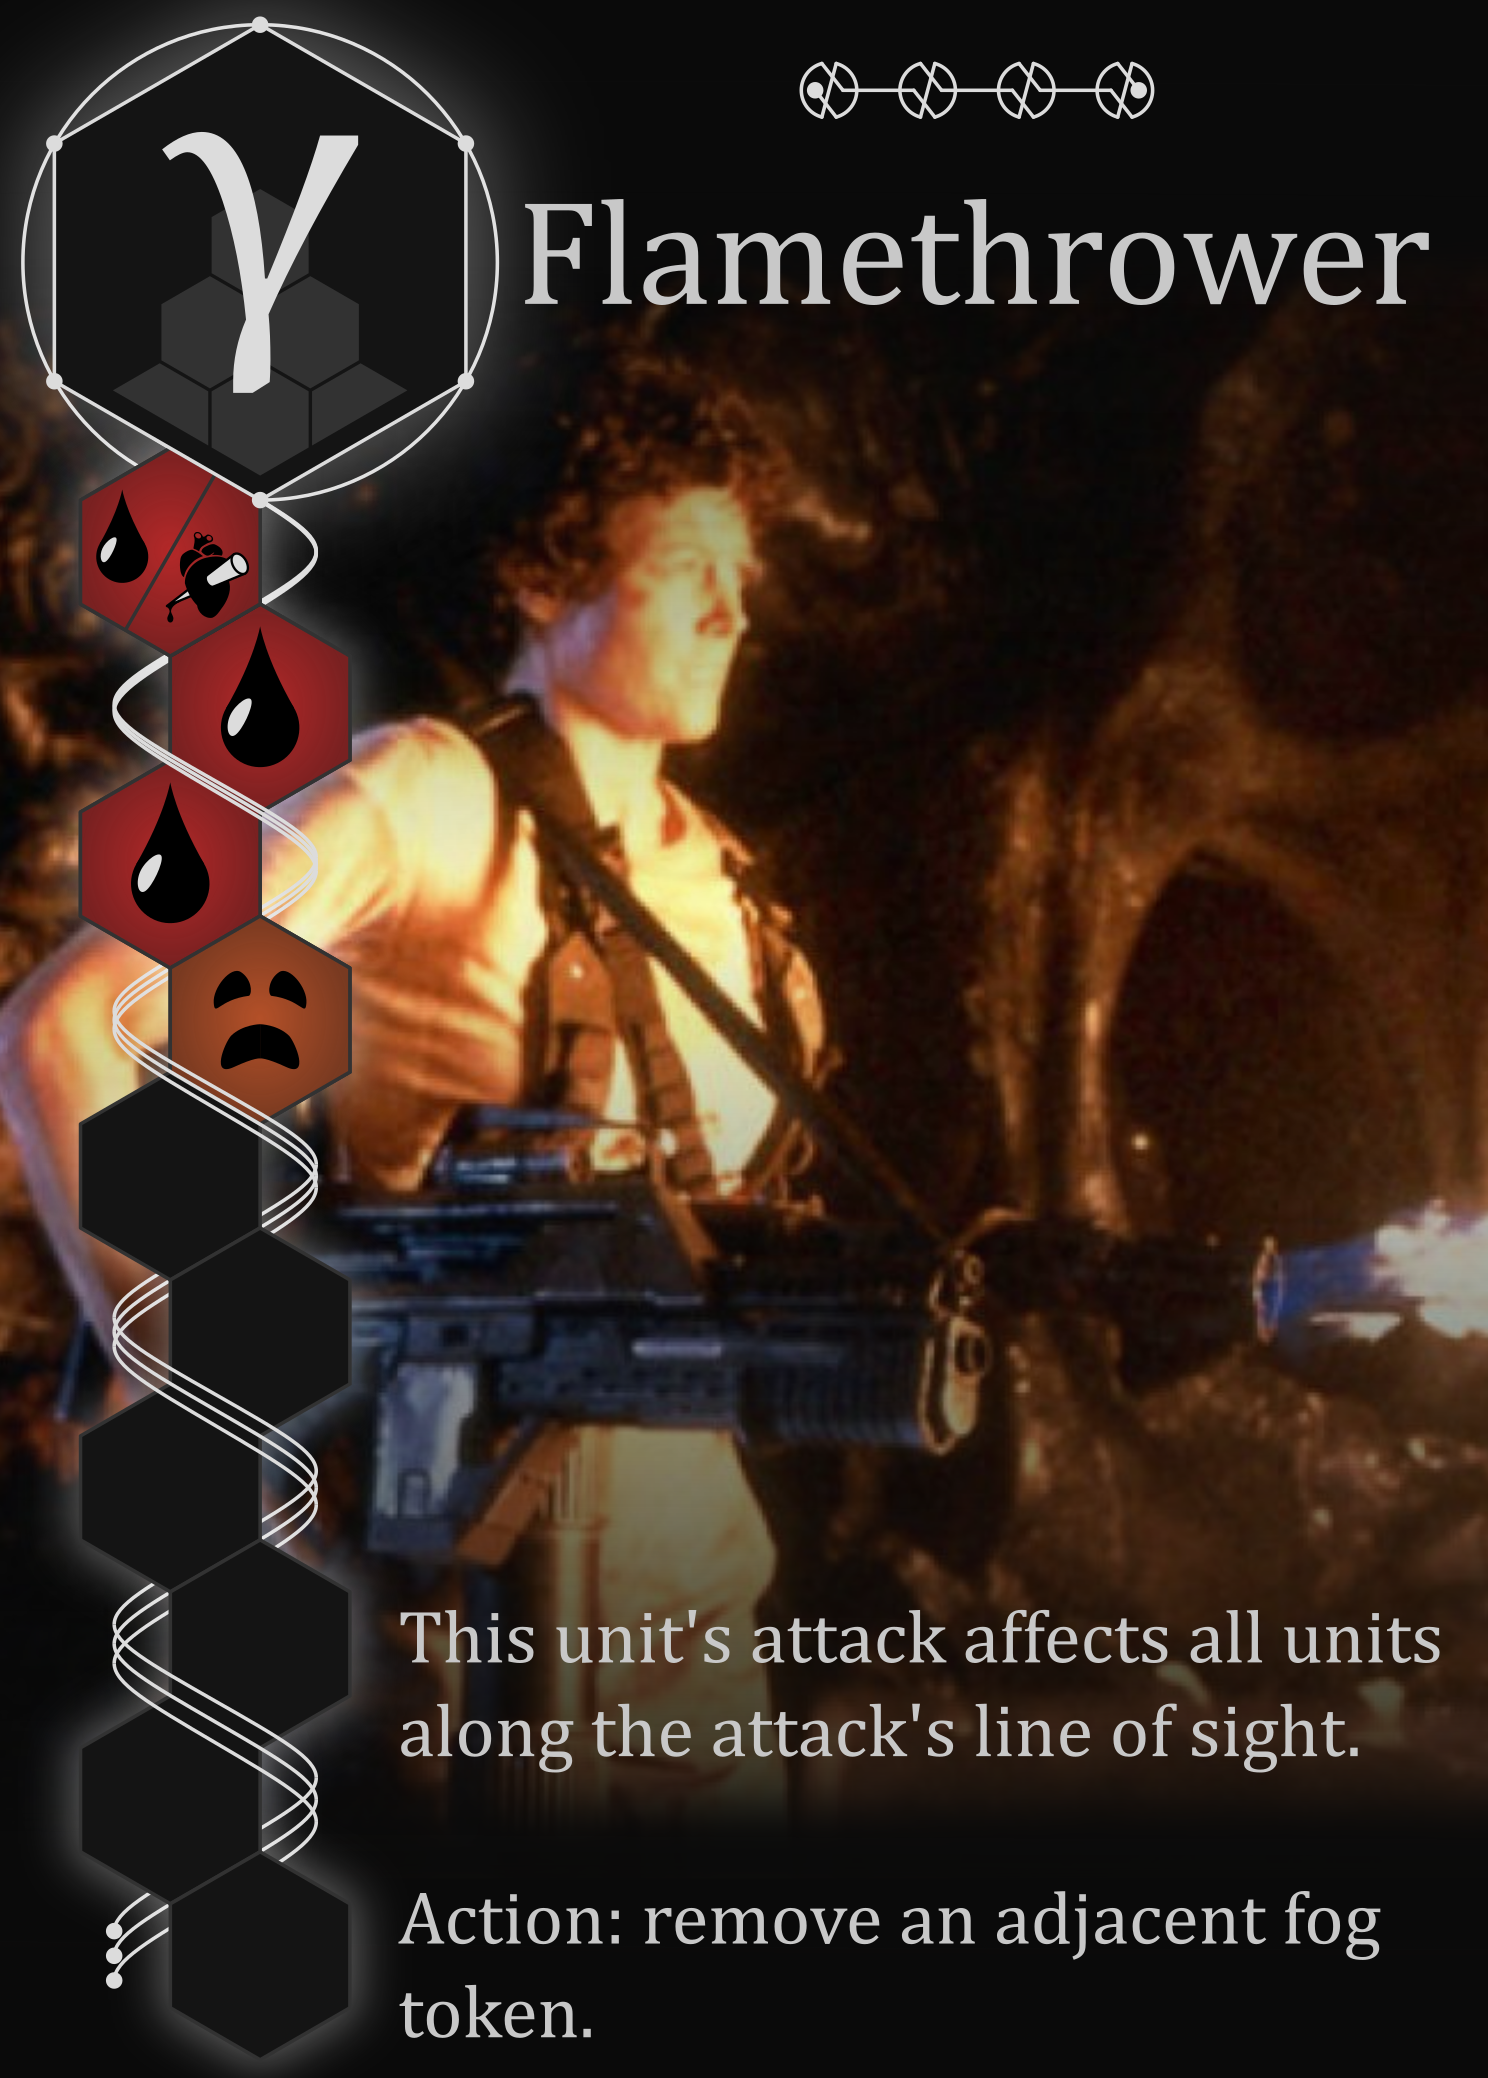 γ
Flamethrower
This unit's attack affects all units
along the attack's line of sight.
Action: remove an adjacent fog
token.